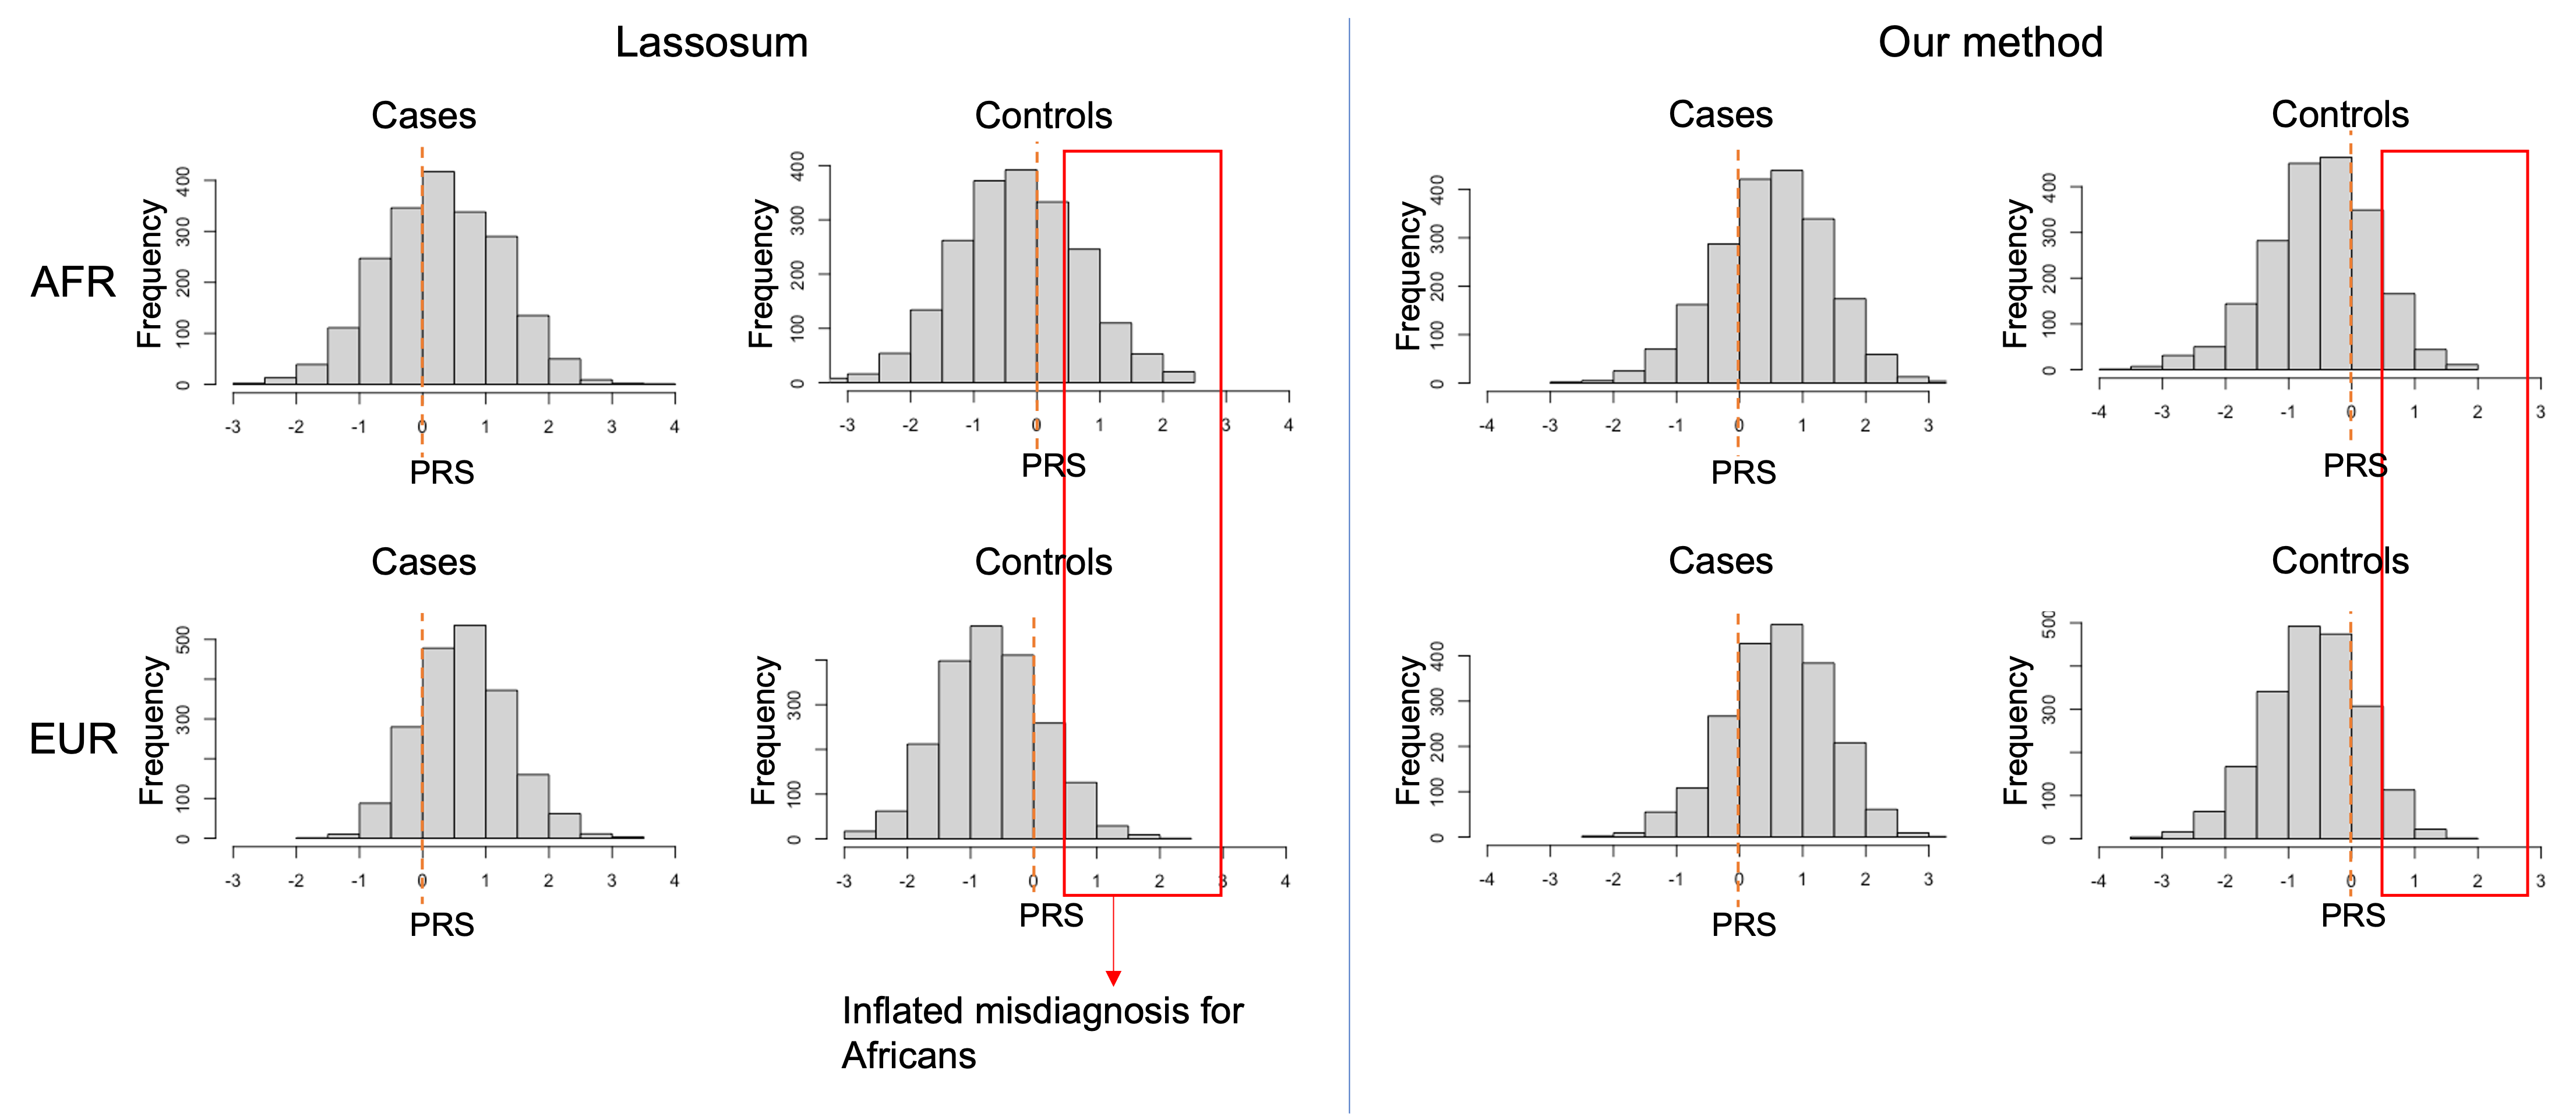 Lassosum
Our method
Cases
Controls
Cases
Controls
AFR
Frequency
0 100 200 300 400
-3 -2 -1 0 1 2 3 4
PRS
Frequency
0 100 200 300 400
-3 -2 -1 0 1 2 3 4
PRS
Frequency
0 100 200 300 400
-4 -3 -2 -1 0 1 2 3
PRS
Frequency
0 100 200 300 400
-4 -3 -2 -1 0 1 2 3
PRS
Cases
Controls
Cases
Controls
EUR
Frequency
0 100 300 500
-3 -2 -1 0 1 2 3 4
PRS
Frequency
0 100 300
-3 -2 -1 0 1 2 3 4
PRS
Frequency
0 100 200 300 400
-4 -3 -2 -1 0 1 2 3
PRS
Frequency
0 100 300 500
-4 -3 -2 -1 0 1 2 3
PRS
Inflated misdiagnosis for
Africans